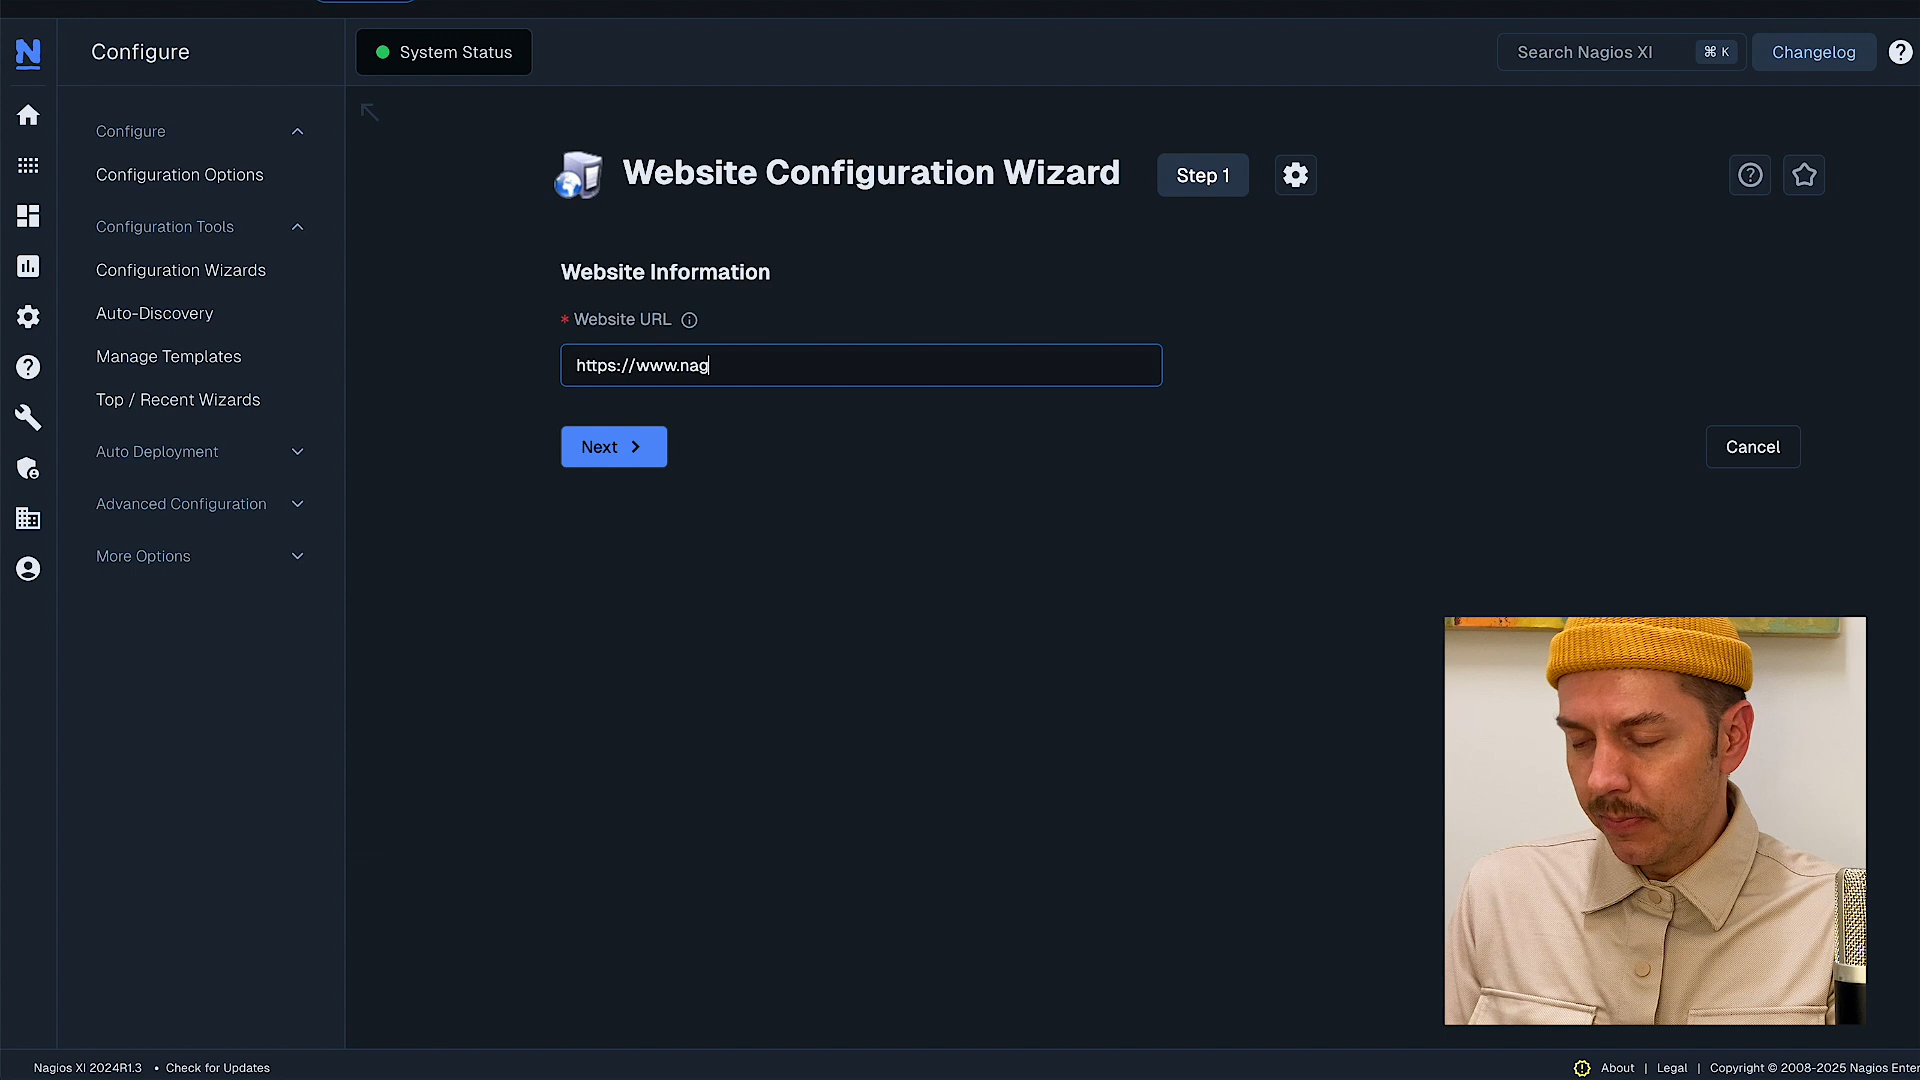 Configure
System Status
Search Nagios XI
⌘ K
Changelog
Configure
Configuration Options
Configuration Tools
Configuration Wizards
Auto-Discovery
Manage Templates
Top / Recent Wizards
Auto Deployment
Advanced Configuration
More Options
Website Configuration Wizard
Step 1
Website Information
* Website URL
https://www.nag
Next
Cancel
Nagios XI 2024R1.3 • Check for Updates
About | Legal | Copyright © 2008-2025 Nagios Enter